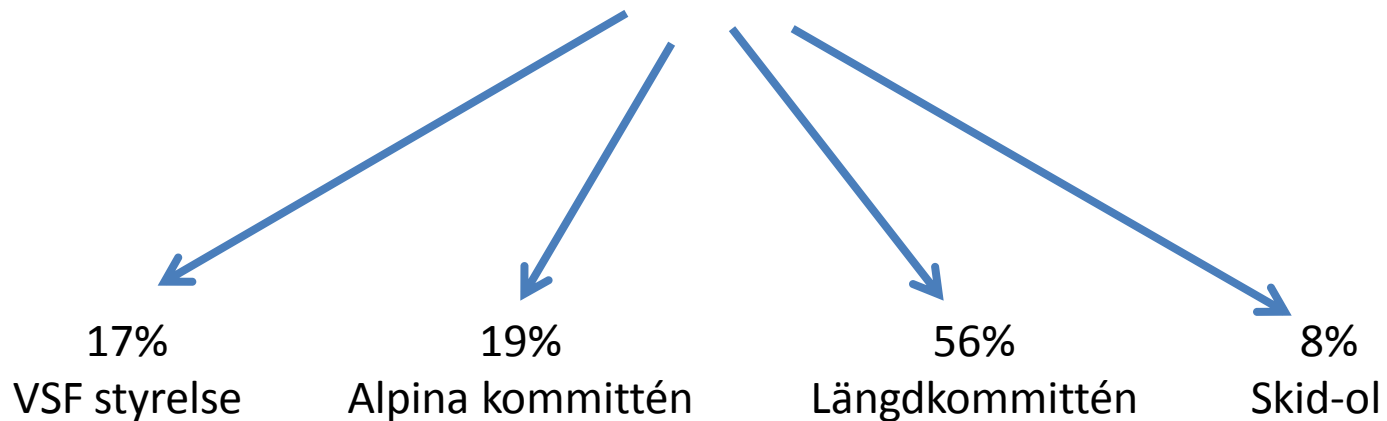 17% 19% 56% 8%
VSF styrelse Alpina kommittén Längdkommittén Skid-ol